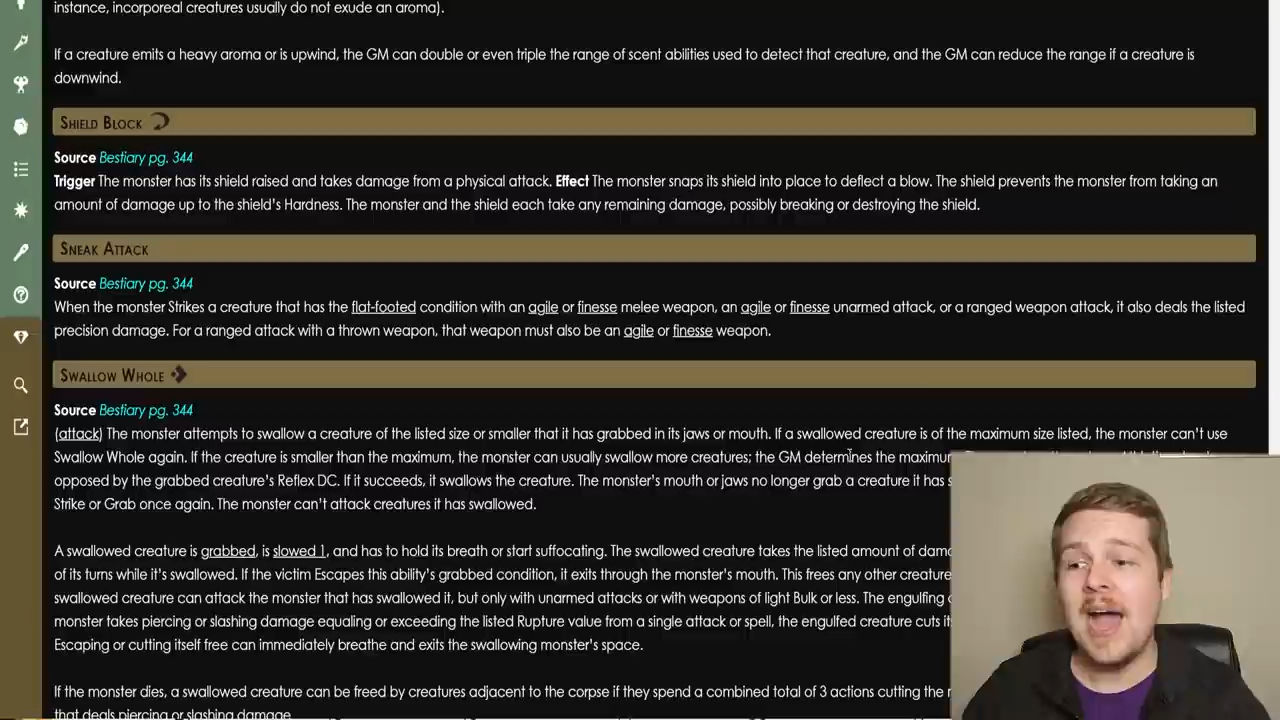 instance, incorporeal creatures usually do not exude an aroma).
If a creature emits a heavy aroma or is upwind, the GM can double or even triple the range of scent abilities used to detect that creature, and the GM can reduce the range if a creature is
downwind.
Shield Block
Source Bestiary pg. 344
Trigger The monster has its shield raised and takes damage from a physical attack. Effect The monster snaps its shield into place to deflect a blow. The shield prevents the monster from taking an
amount of damage up to the shield's Hardness. The monster and the shield each take any remaining damage, possibly breaking or destroying the shield.
Sneak Attack
Source Bestiary pg. 344
When the monster Strikes a creature that has the flat-footed condition with an agile or finesse melee weapon, an agile or finesse unarmed attack, or a ranged weapon attack, it also deals the listed
precision damage. For a ranged attack with a thrown weapon, that weapon must also be an agile or finesse weapon.
Swallow Whole
Source Bestiary pg. 344
(attack) The monster attempts to swallow a creature of the listed size or smaller that it has grabbed in its jaws or mouth. If a swallowed creature is of the maximum size listed, the monster can't use
Swallow Whole again. If the creature is smaller than the maximum, the monster can usually swallow more creatures; the GM determines the maximum.
opposed by the grabbed creature's Reflex DC. If it succeeds, it swallows the creature. The monster's mouth or jaws no longer grab a creature it has s
Strike or Grab once again. The monster can't attack creatures it has swallowed.
A swallowed creature is grabbed, is slowed 1, and has to hold its breath or start suffocating. The swallowed creature takes the listed amount of dama
of its turns while it's swallowed. If the victim Escapes this ability's grabbed condition, it exits through the monster's mouth. This frees any other creature
swallowed creature can attack the monster that has swallowed it, but only with unarmed attacks or with weapons of light Bulk or less. The engulfing
monster takes piercing or slashing damage equaling or exceeding the listed Rupture value from a single attack or spell, the engulfed creature cuts it
Escaping or cutting itself free can immediately breathe and exits the swallowing monster's space.
If the monster dies, a swallowed creature can be freed by creatures adjacent to the corpse if they spend a combined total of 3 actions cutting the
that deals piercing or slashing damage.